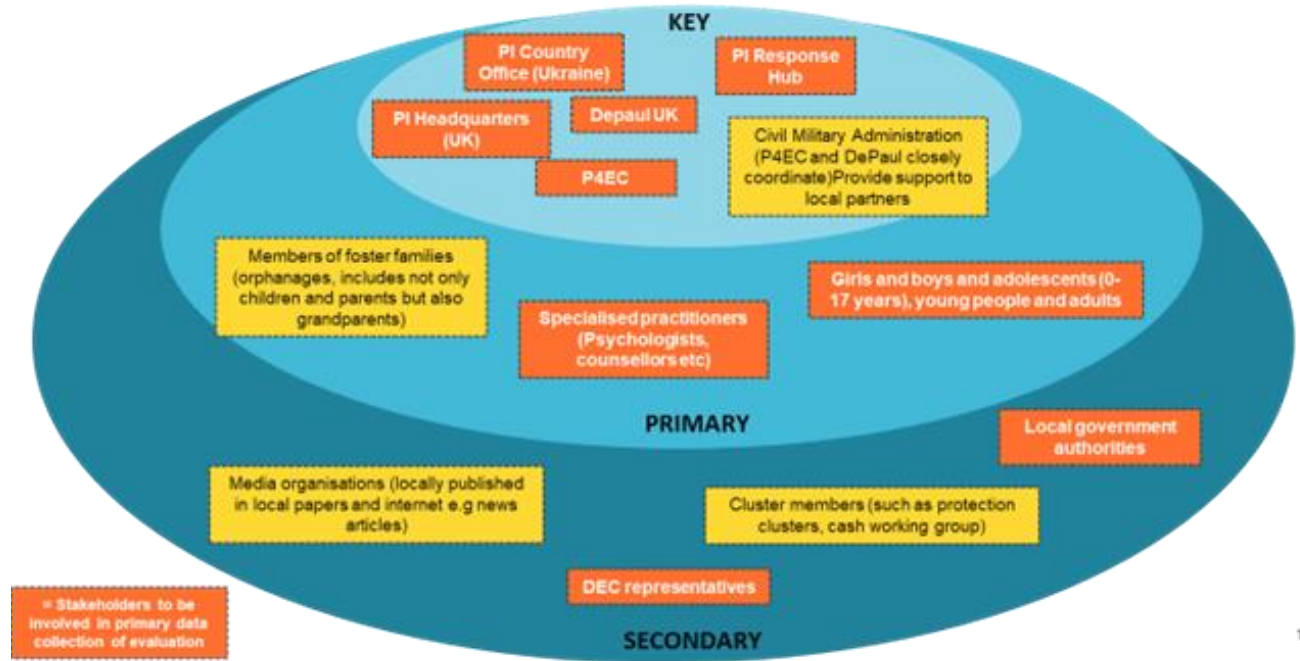 KEY
PI Country
Office (Ukraine)
PI Response
Hub
PI Headquarters
(UK)
Depaul UK
P4EC
Civil Military Administration
(P4EC and DePaul closely
coordinate)Provide support to
local partners
Members of foster families
(orphanages, includes not only
children and parents but also
grandparents)
Specialised practitioners
(Psychologists,
counsellors etc)
Girls and boys and adolescents (0-
17 years), young people and adults
PRIMARY
Local government
authorities
Media organisations (locally published
in local papers and internet e.g news
articles)
Cluster members (such as protection
clusters, cash working group)
DEC representatives
= Stakeholders to be
involved in primary data
collection of evaluation
SECONDARY